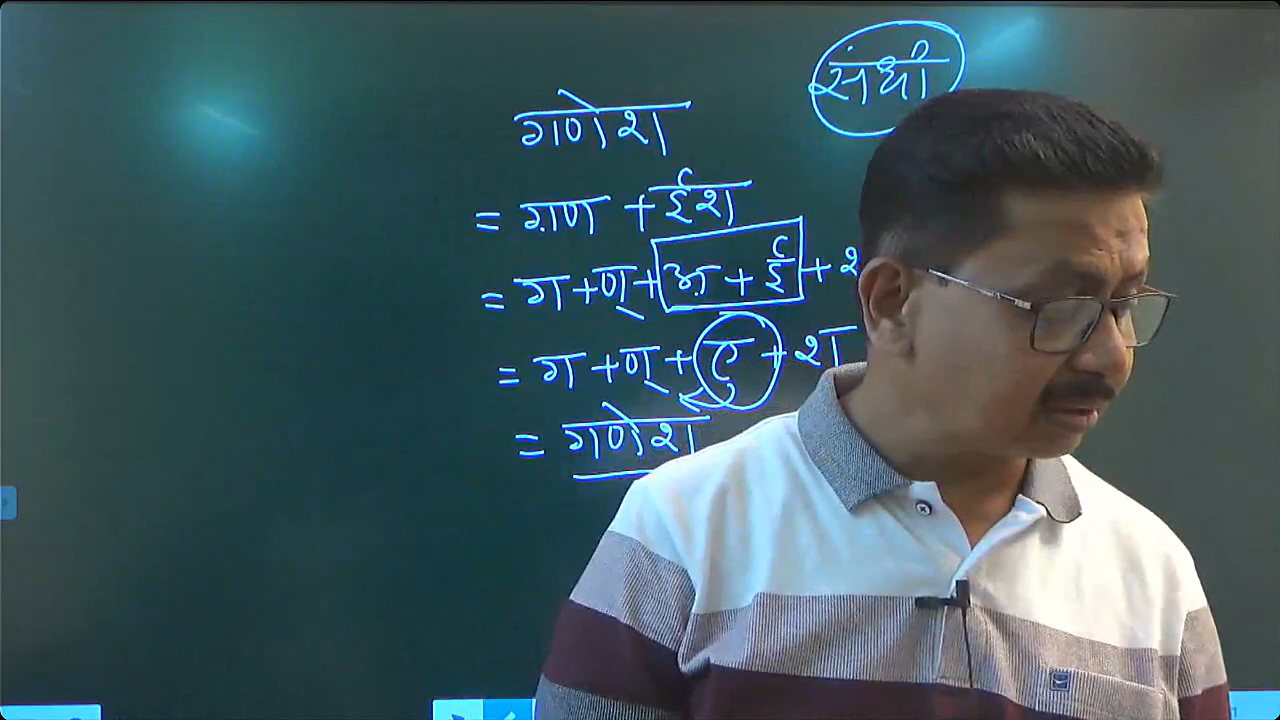 संधी
गणेश
= गण + ईश
= ग + ण् + अ + ई +
= ग + ण् + ए + श
= गणेश